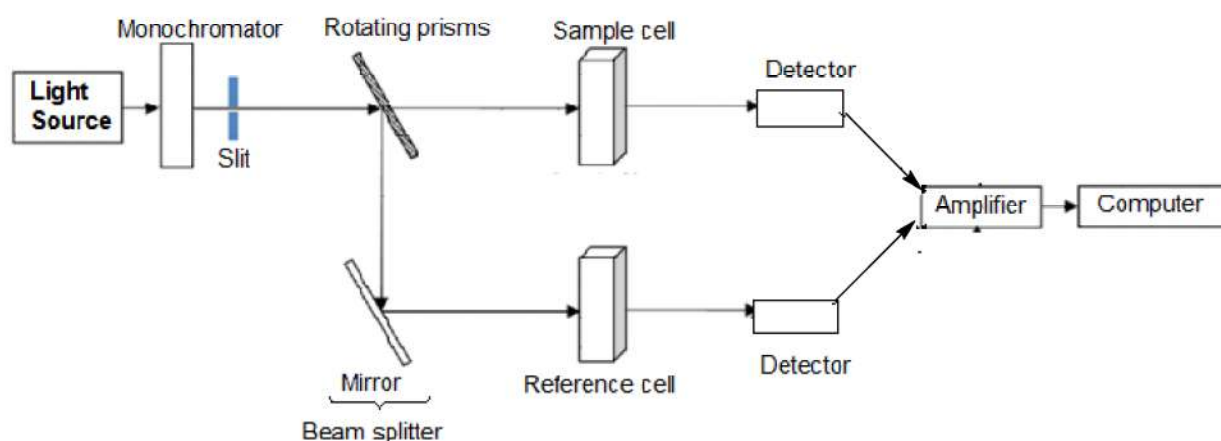 Monochromator
Rotating prisms
Sample cell
Detector
Light
Source
Slit
Amplifier
Computer
Mirror
Reference cell
Detector
Beam splitter